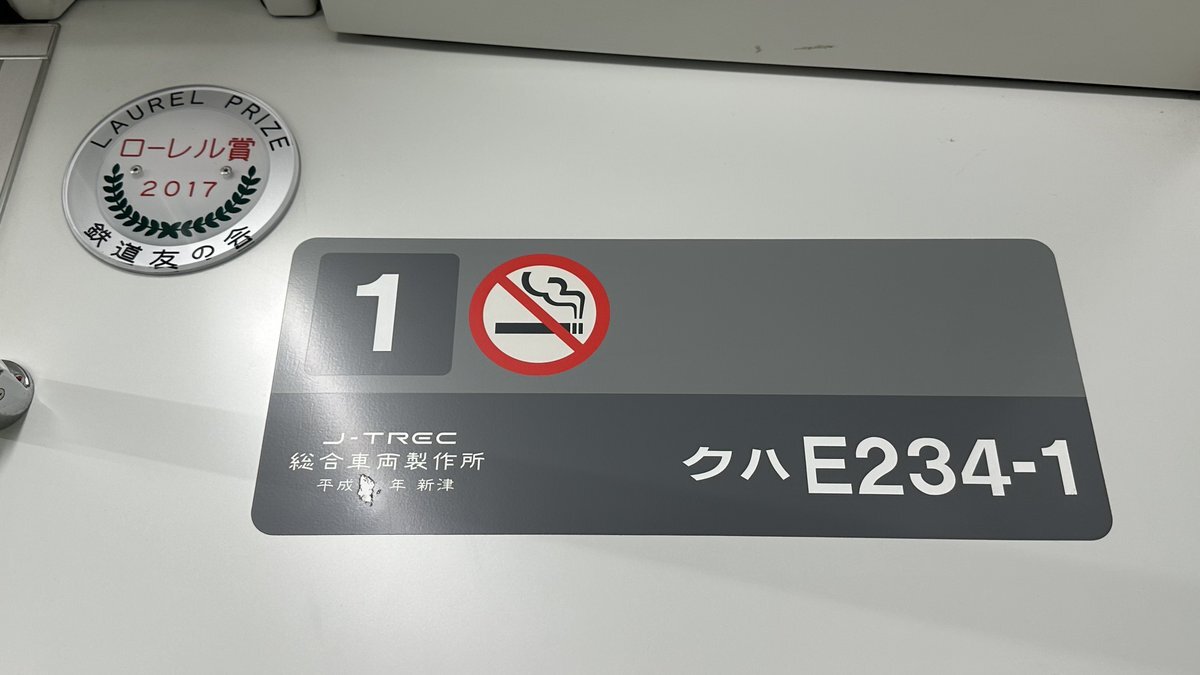 LAUREL PRIZE
ローレル賞
2017
鉄道友の会
1
J-TREC
総合車両製作所
平成 年 新津
クハE234-1